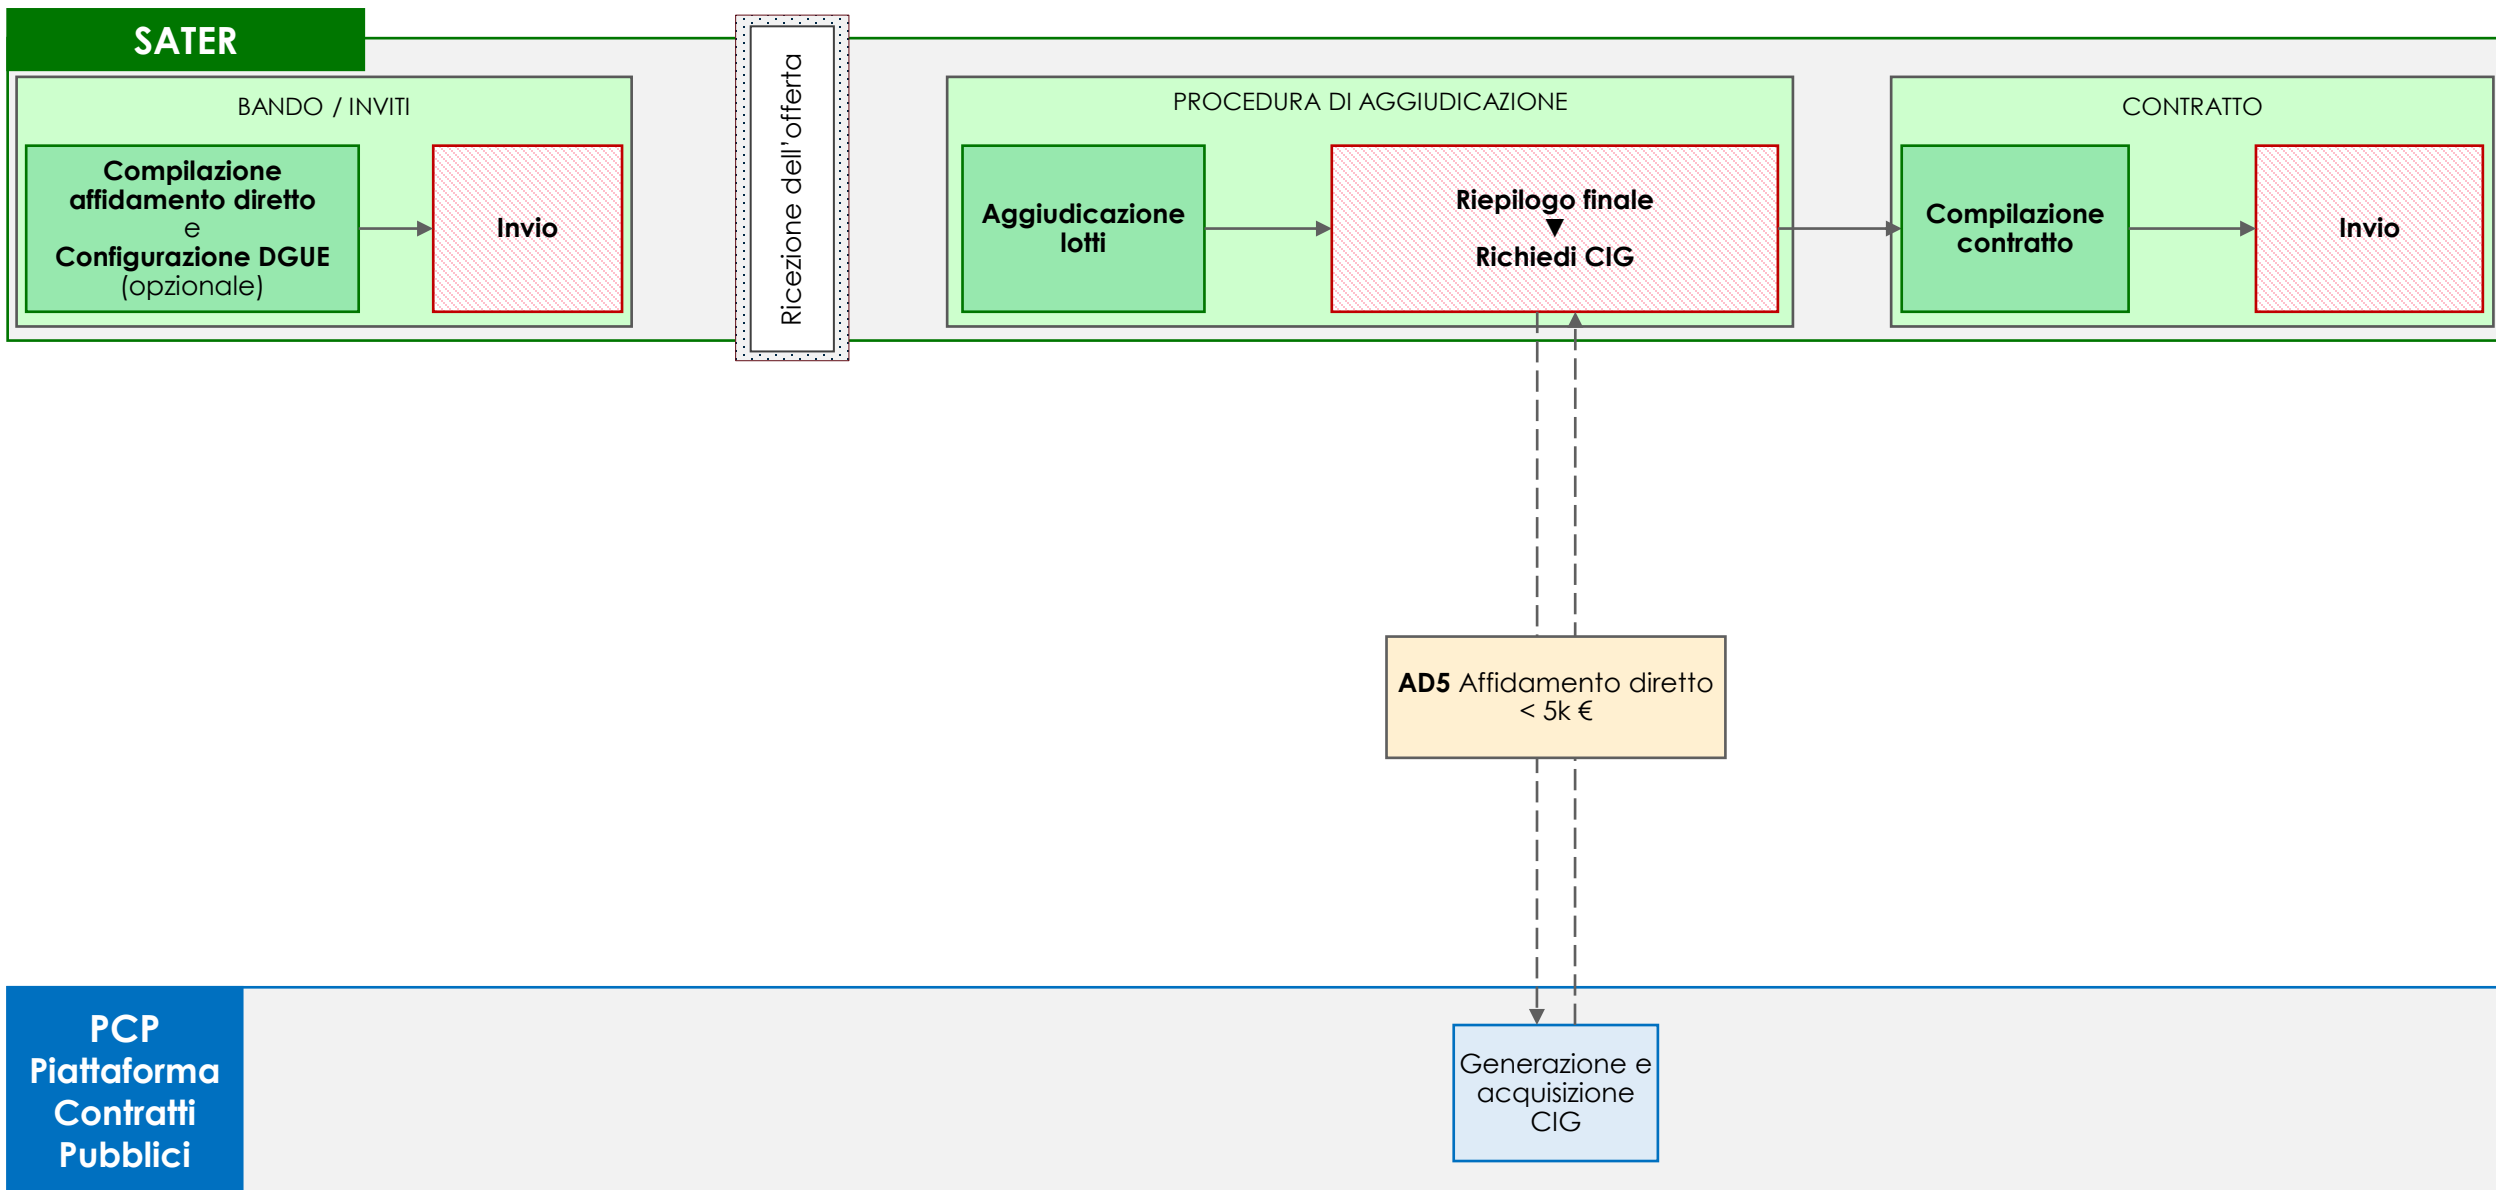 SATER
BANDO / INVITI
Compilazione
affidamento diretto
e
Configurazione DGUE
(opzionale)
Invio
Ricezione dell'offerta
PROCEDURA DI AGGIUDICAZIONE
Aggiudicazione
lotti
Riepilogo finale
▼
Richiedi CIG
CONTRATTO
Compilazione
contratto
Invio
AD5 Affidamento diretto
< 5k €
PCP
Piattaforma
Contratti
Pubblici
Generazione e
acquisizione
CIG